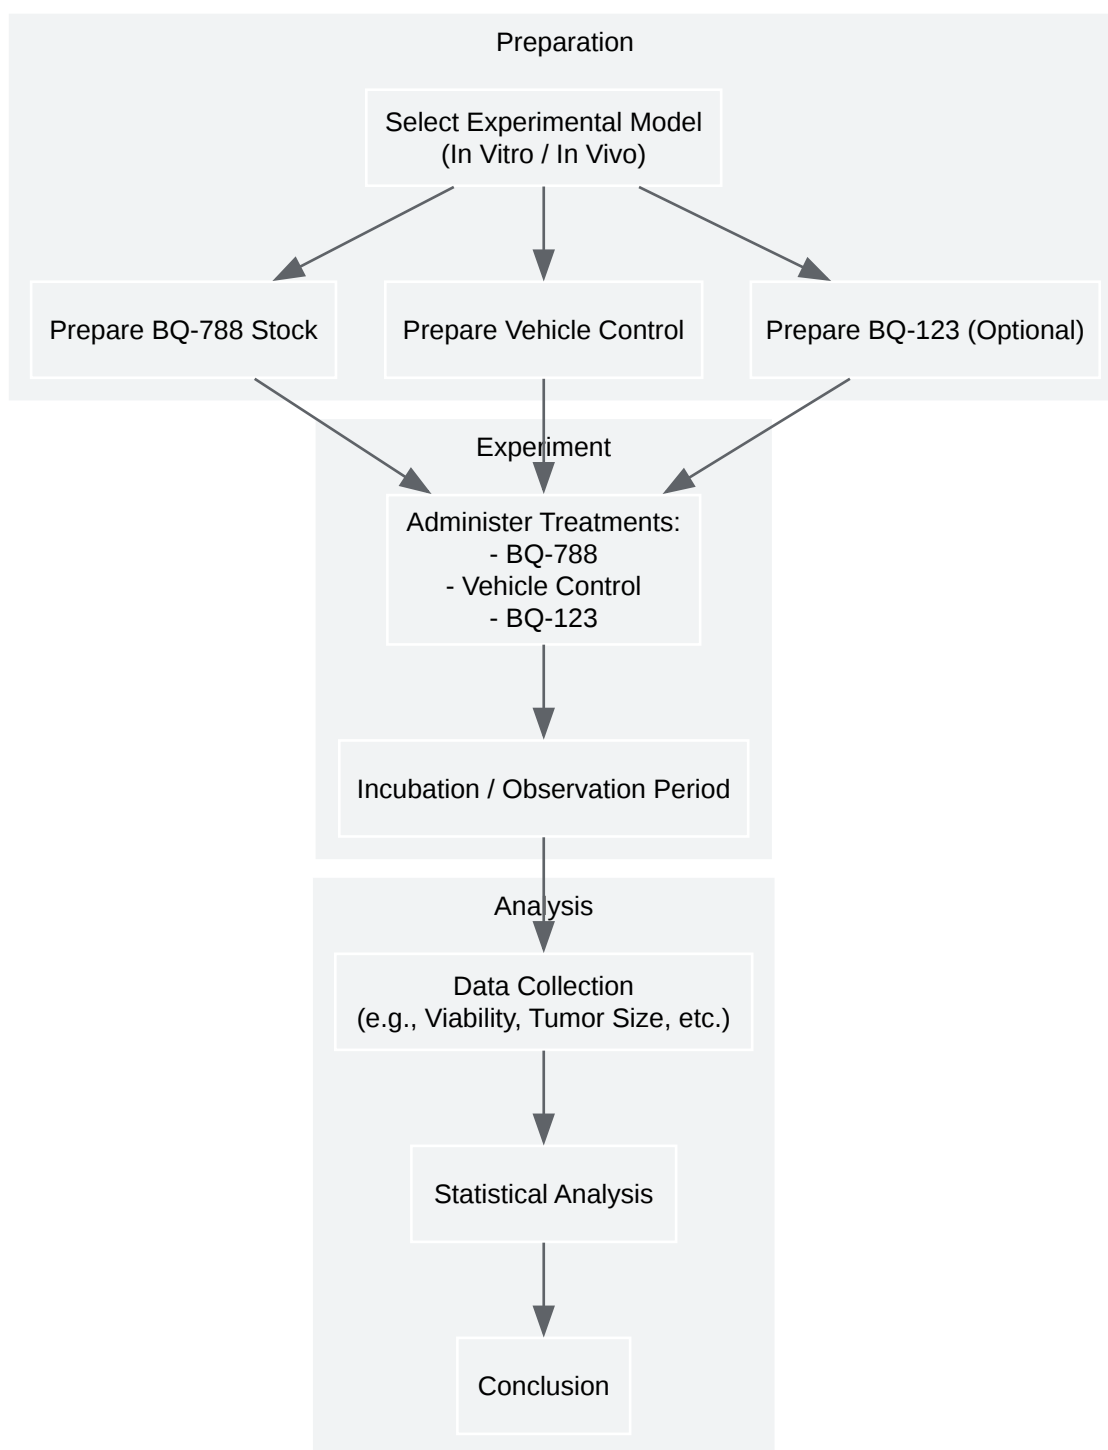 Preparation
Select Experimental Model
(In Vitro / In Vivo)
Prepare BQ-788 Stock
Prepare Vehicle Control
Prepare BQ-123 (Optional)
Experiment
Administer Treatments:
- BQ-788
- Vehicle Control
- BQ-123
Incubation / Observation Period
Analysis
Data Collection
(e.g., Viability, Tumor Size, etc.)
Statistical Analysis
Conclusion